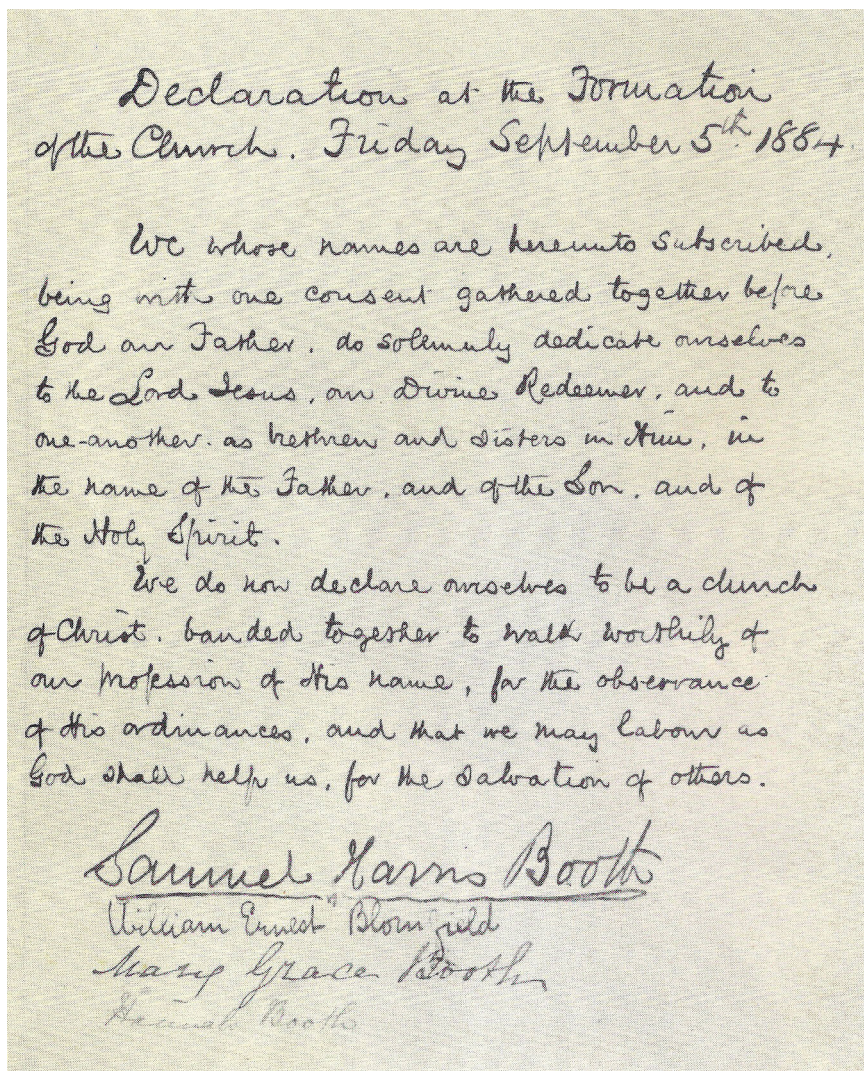 Declaration at the Formation
of the Church. Friday September 5th 1884.
We whose names are hereunto subscribed,
being with one consent gathered together before
God our Father, do solemnly dedicate ourselves
to the Lord Jesus, our Divine Redeemer, and to
one-another, as brethren and sisters in Him, in
the name of the Father, and of the Son, and of
the Holy Spirit.
We do now declare ourselves to be a church
of Christ, banded together to walk worthily of
our profession of His name, for the observance
of His ordinances, and that we may labour as
God shall help us, for the salvation of others.
Samuel Harris Booth
William Ernest Blomfield
Mary Grace Booth
Hannah Booth